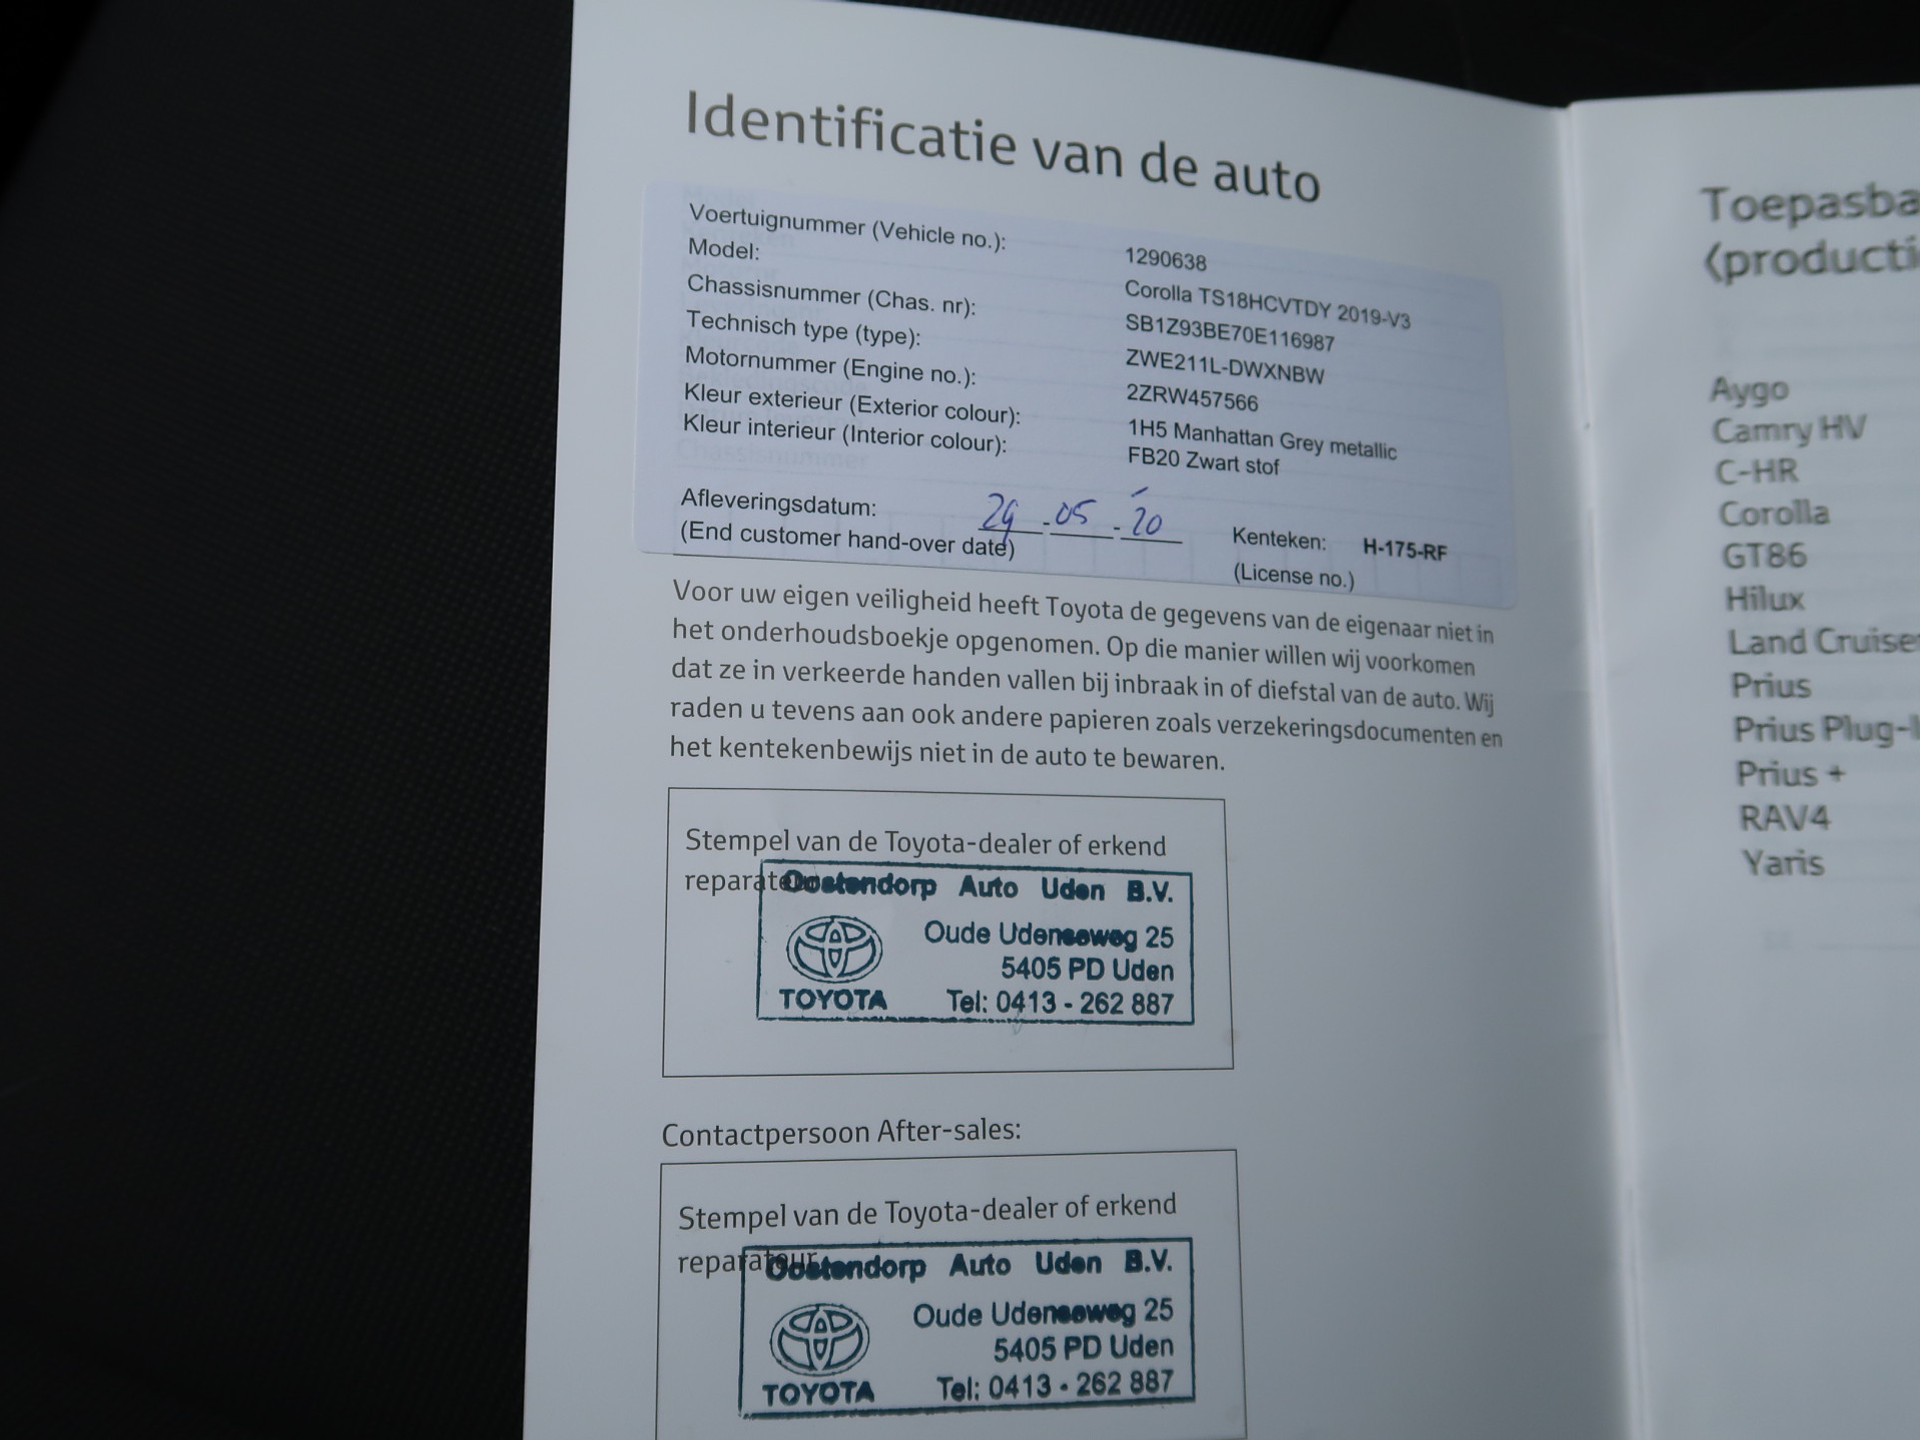 Identificatie van de auto
Voertuignummer (Vehicle no.): 1290638
Model: Corolla TS18HCVTDY 2019-V3
Chassisnummer (Chas. nr): SB1Z93BE70E116987
Technisch type (type): ZWE211L-DWXNBW
Motornummer (Engine no.): 2ZRW457566
Kleur exterieur (Exterior colour): 1H5 Manhattan Grey metallic
Kleur interieur (Interior colour): FB20 Zwart stof
Afleveringsdatum: 29-05-'20 Kenteken: H-175-RF
(End customer hand-over date) (License no.)
Voor uw eigen veiligheid heeft Toyota de gegevens van de eigenaar niet in
het onderhoudsboekje opgenomen. Op die manier willen wij voorkomen
dat ze in verkeerde handen vallen bij inbraak in of diefstal van de auto. Wij
raden u tevens aan ook andere papieren zoals verzekeringsdocumenten en
het kentekenbewijs niet in de auto te bewaren.
Stempel van de Toyota-dealer of erkend
reparateur
Oostendorp Auto Uden B.V.
Oude Udenseweg 25
5405 PD Uden
TOYOTA Tel: 0413 - 262 887
Contactpersoon After-sales:
Stempel van de Toyota-dealer of erkend
reparateur
Oostendorp Auto Uden B.V.
Oude Udenseweg 25
5405 PD Uden
TOYOTA Tel: 0413 - 262 887
Toepasba
(producti
Aygo
Camry HV
C-HR
Corolla
GT86
Hilux
Land Cruiser
Prius
Prius Plug-I
Prius +
RAV4
Yaris